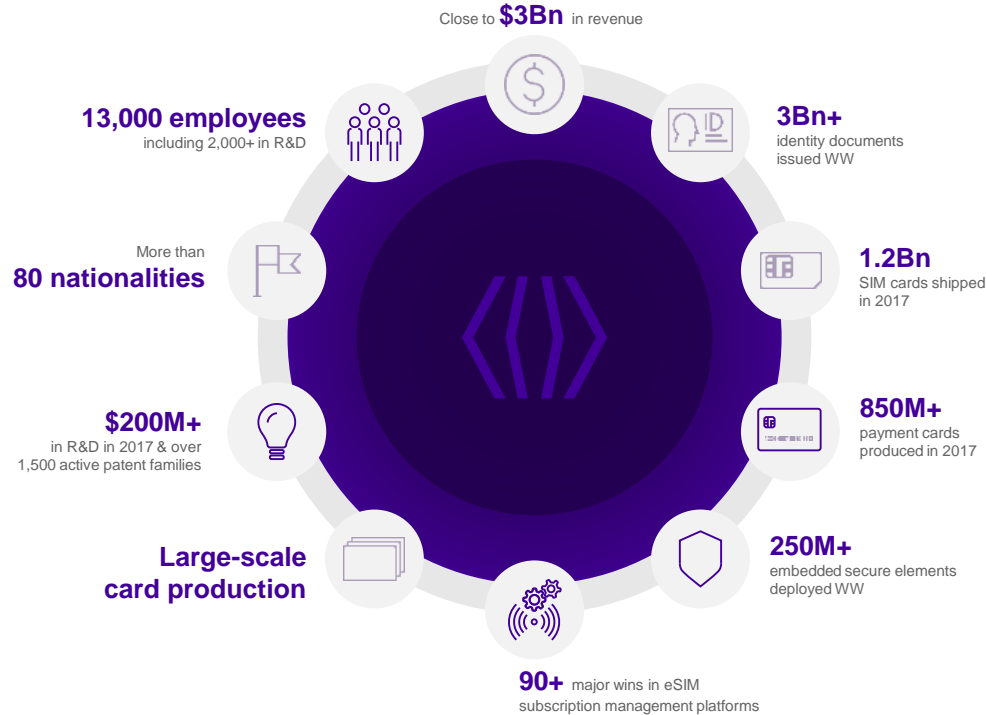 Close to $3Bn in revenue
13,000 employees
including 2,000+ in R&D
3Bn+
identity documents
issued WW
ID
More than
80 nationalities
1.2Bn
SIM cards shipped
in 2017
$200M+
in R&D in 2017 & over
1,500 active patent families
850M+
payment cards
produced in 2017
Large-scale
card production
250M+
embedded secure elements
deployed WW
90+ major wins in eSIM
subscription management platforms